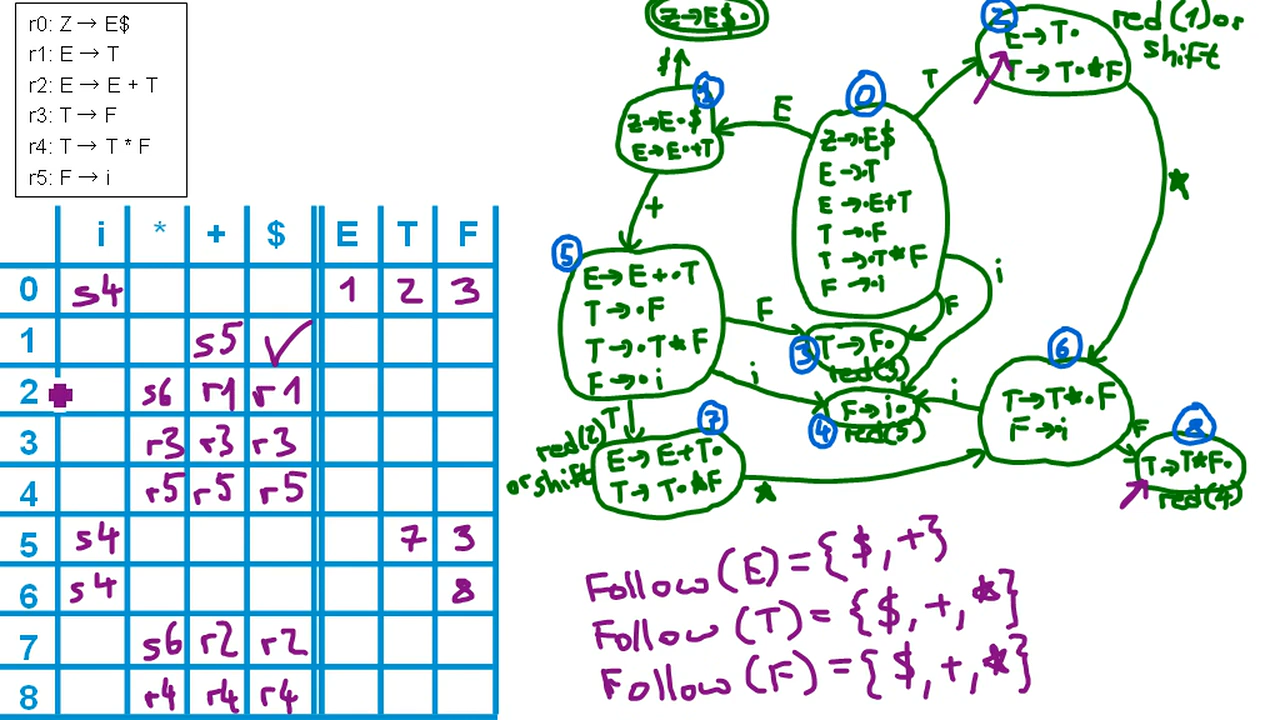 r0: Z → E$
r1: E → T
r2: E → E + T
r3: T → F
r4: T → T * F
r5: F → i
i * + $ E T F
0 s4 1 2 3
1 s5 ✓
2 s6 r1 r1
3 r3 r3 r3
4 r5 r5 r5
5 s4 7 3
6 s4 8
7 s6 r2 r2
8 r4 r4 r4
Z→E$•
$
1
Z→E•$
E→E•+T
E
0
Z→•E$
E→•T
E→•E+T
T→•F
T→•T*F
F→•i
T
2
E→T•
T→T•*F
red(1) or
shift
*
i
F
+
5
E→E+•T
T→•F
T→•T*F
F→•i
F
i
T
3
T→F•
red(3)
4
F→i•
red(5)
i
6
T→T*•F
F→•i
F
8
T→T*F•
red(4)
red(2)
or shift
7
E→E+T•
T→T•*F
*
Follow(E)={$,+}
Follow(T)={$,+,*}
Follow(F)={$,+,*}